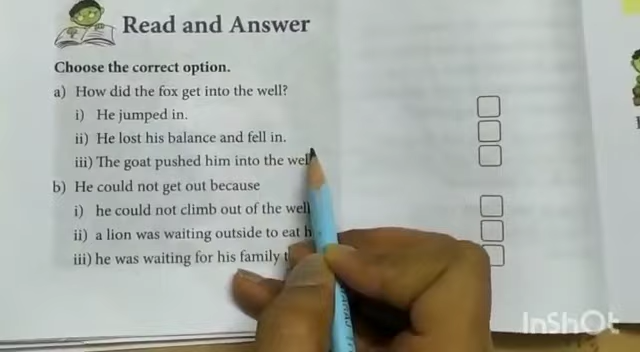 Read and Answer
Choose the correct option.
a) How did the fox get into the well?
i) He jumped in.
ii) He lost his balance and fell in.
iii) The goat pushed him into the
b) He could not get out because
i) he could not climb out of the
ii) a lion was waiting outside to eat
iii) he was waiting for his family
InShOt